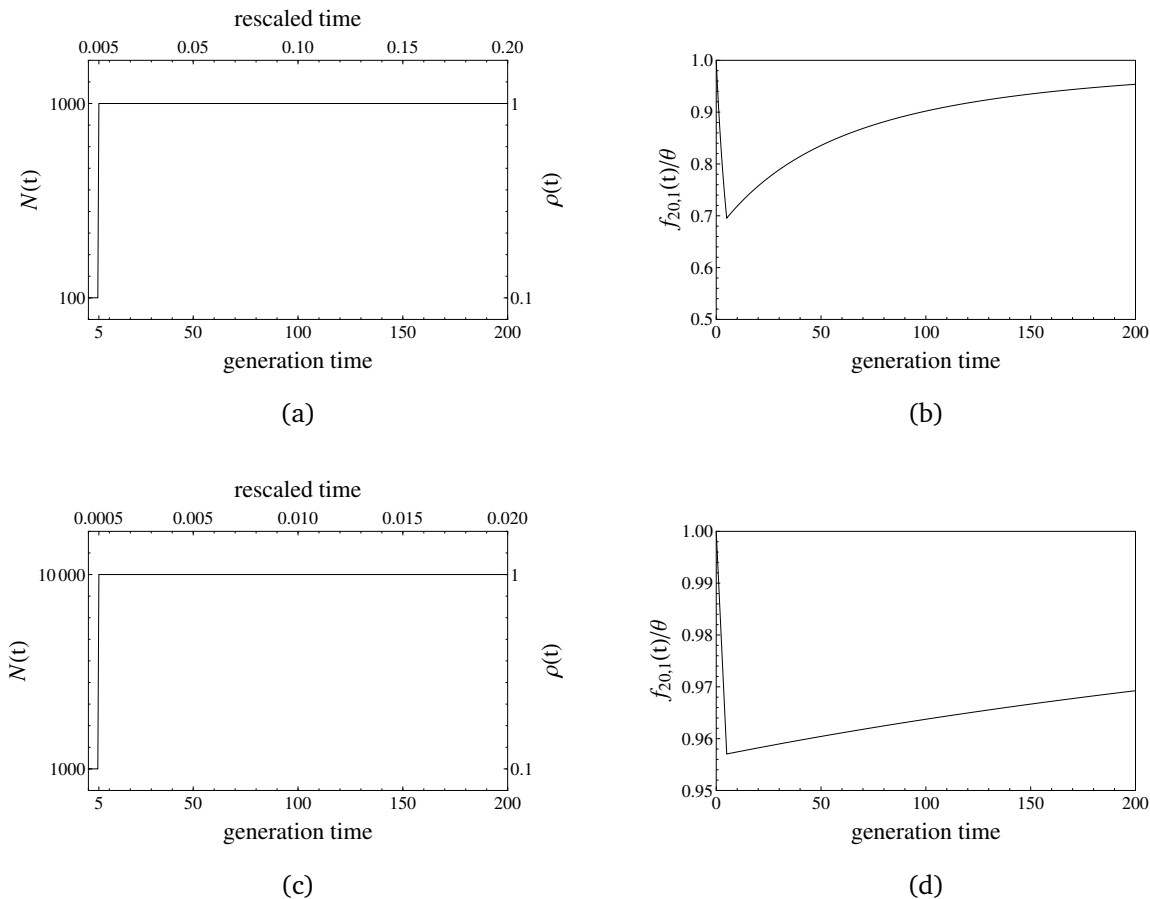 rescaled time
0.005 0.05 0.10 0.15 0.20
1000 1
N(t) ρ(t)
100 0.1
5 50 100 150 200
generation time
(a)
1.0
0.9
0.8
0.7
0.6
0.5
f20,1(t)/θ
0 50 100 150 200
generation time
(b)
rescaled time
0.0005 0.005 0.010 0.015 0.020
10 000 1
N(t) ρ(t)
1000 0.1
5 50 100 150 200
generation time
(c)
1.00
0.99
0.98
0.97
0.96
0.95
f20,1(t)/θ
0 50 100 150 200
generation time
(d)